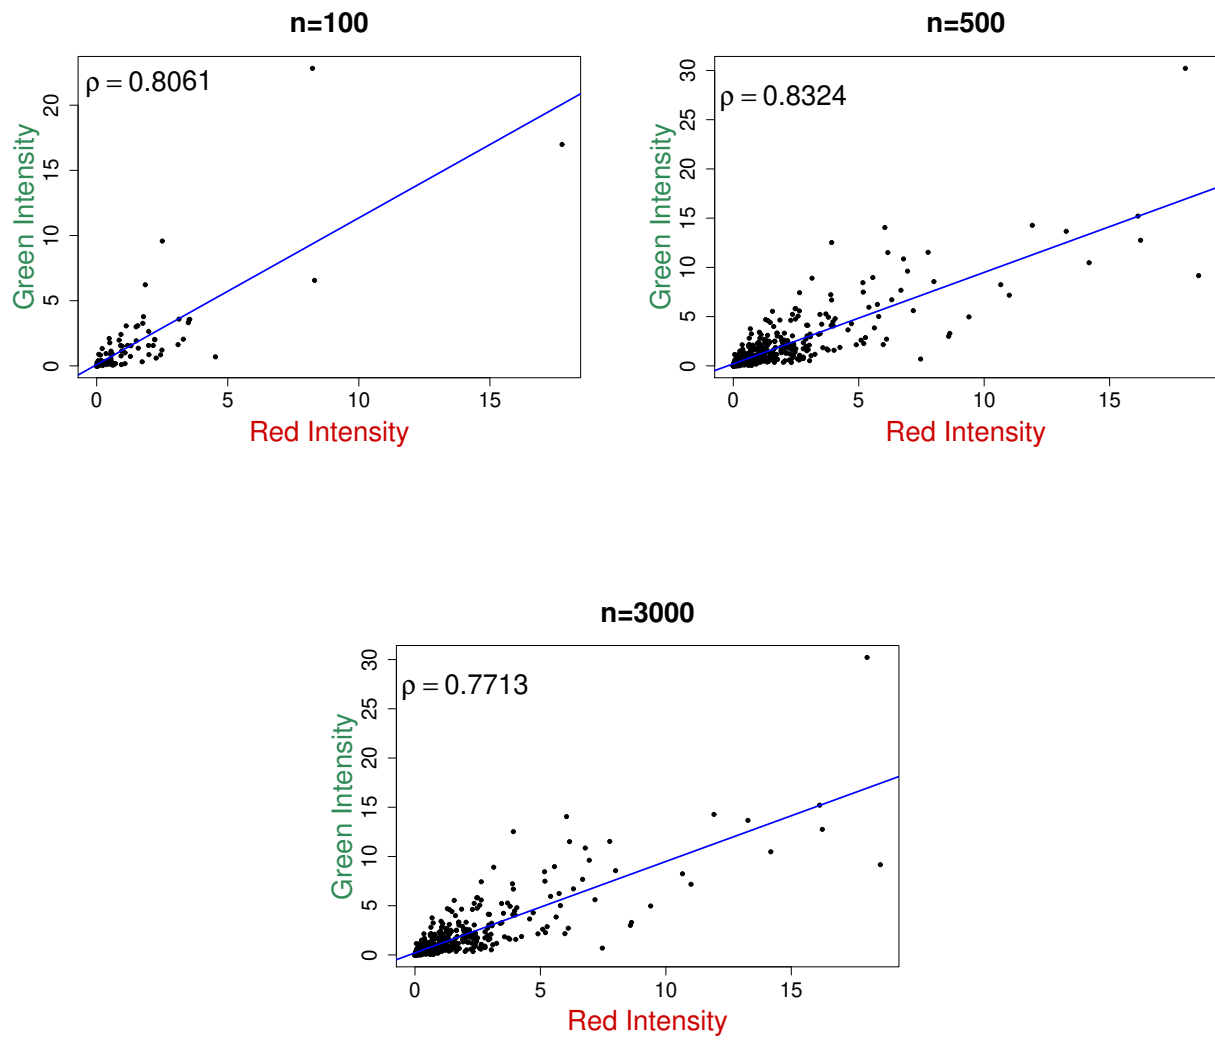 n=100
ρ = 0.8061
Green Intensity
0
5
10
15
20
0 5 10 15
Red Intensity
n=500
ρ = 0.8324
Green Intensity
0
5
10
15
20
25
30
0 5 10 15
Red Intensity
n=3000
ρ = 0.7713
Green Intensity
0
5
10
15
20
25
30
0 5 10 15
Red Intensity